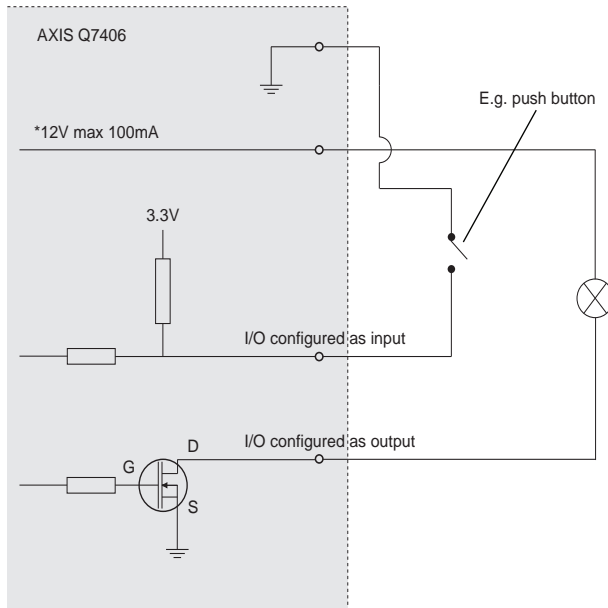 AXIS Q7406
E.g. push button
*12V max 100mA
3.3V
I/O configured as input
I/O configured as output
D
G
S